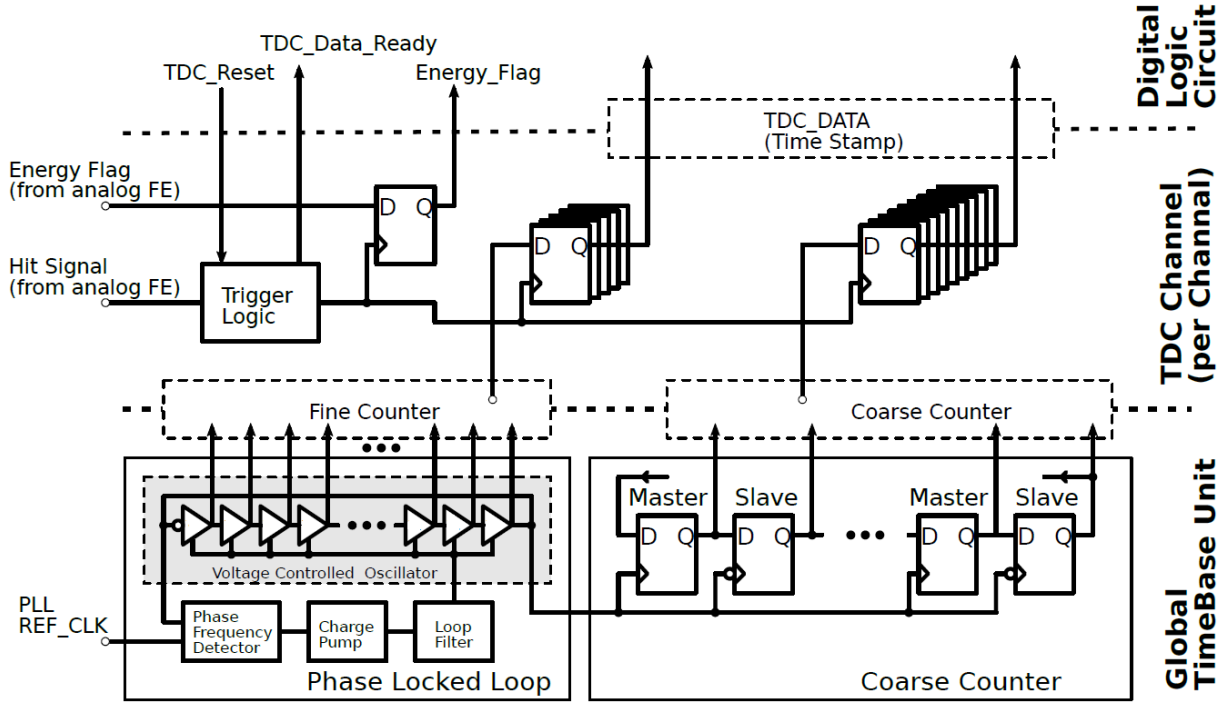 TDC_Data_Ready
TDC_Reset
Energy_Flag
Digital
Logic
Circuit
TDC_DATA
(Time Stamp)
Energy Flag
(from analog FE)
D Q
D Q
D Q
Hit Signal
(from analog FE)
Trigger
Logic
TDC Channel
(per Channal)
Fine Counter
Coarse Counter
Master Slave Master Slave
D Q D Q D Q D Q
Voltage Controlled Oscillator
PLL
REF_CLK
Phase
Frequency
Detector
Charge
Pump
Loop
Filter
Phase Locked Loop
Coarse Counter
Global
TimeBase Unit